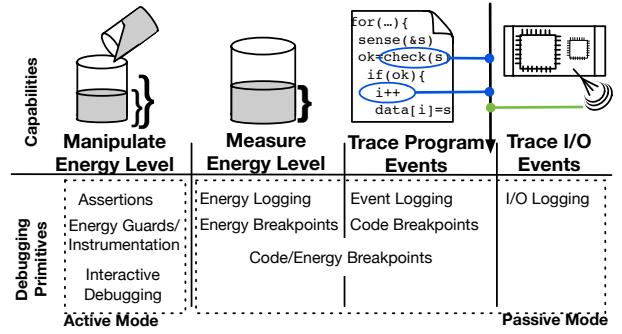 for(…){
sense(&s)
ok=check(s)
if(ok){
i++
data[i]=s
Capabilities
Manipulate
Energy Level
Measure
Energy Level
Trace Program
Events
Trace I/O
Events
Debugging
Primitives
Assertions
Energy Guards/
Instrumentation
Interactive
Debugging
Energy Logging
Energy Breakpoints
Event Logging
Code Breakpoints
I/O Logging
Code/Energy Breakpoints
Active Mode
Passive Mode